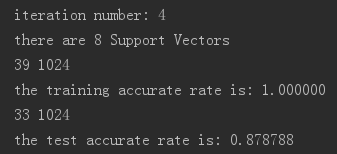 iteration number: 4
there are 8 Support Vectors
39 1024
the training accurate rate is: 1.000000
33 1024
the test accurate rate is: 0.878788